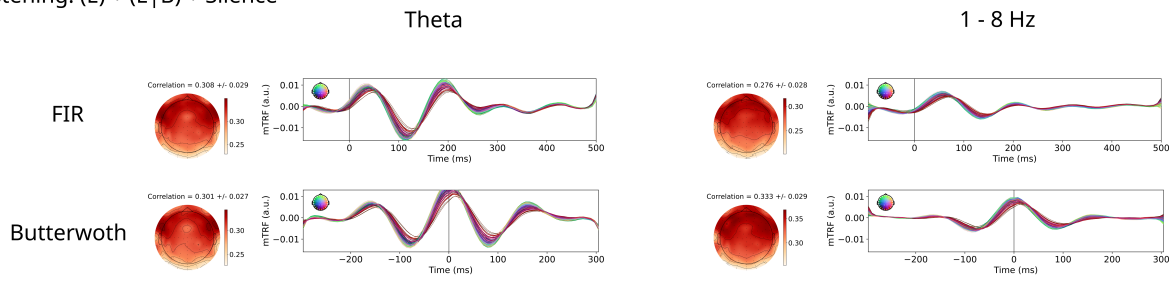 (L) Silence
Theta
1 - 8 Hz
FIR
Correlation = 0.308 +/- 0.029
0.30
0.25
mTRF (a.u.)
0.01
0.00
−0.01
0
100
200
300
400
500
Time (ms)
Correlation = 0.276 +/- 0.028
0.30
0.25
mTRF (a.u.)
0.01
0.00
−0.01
0
100
200
300
400
500
Time (ms)
Butterwoth
Correlation = 0.301 +/- 0.027
0.30
0.25
mTRF (a.u.)
0.01
0.00
−0.01
−200
−100
0
100
200
300
Time (ms)
Correlation = 0.333 +/- 0.029
0.35
0.30
mTRF (a.u.)
0.01
0.00
−0.01
−200
−100
0
100
200
300
Time (ms)